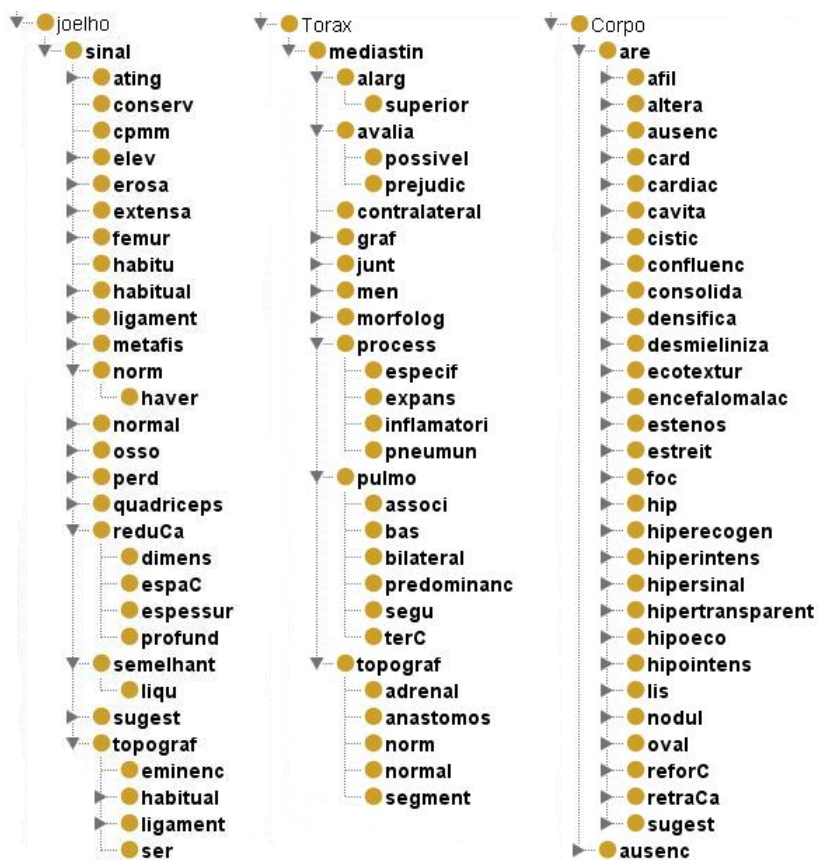 joelho
sinal
ating
conserv
cpmm
elev
erosa
extensa
femur
habitu
habitual
ligament
metafis
norm
haver
normal
osso
perd
quadriceps
reduCa
dimens
espaC
espessur
profund
semelhant
liqu
sugest
topograf
eminenc
habitual
ligament
ser
Torax
mediastin
alarg
superior
avalia
possivel
prejudic
contralateral
graf
junt
men
morfolog
process
especif
expans
inflamatori
pneumun
pulmo
associ
bas
bilateral
predominanc
segu
terC
topograf
adrenal
anastomos
norm
normal
segment
Corpo
are
afil
altera
ausenc
card
cardiac
cavita
cistic
confluenc
consolida
densifica
desmieliniza
ecotextur
encefalomalac
estenos
estreit
foc
hip
hiperecogen
hiperintens
hipersinal
hipertransparent
hipoeco
hipointens
lis
nodul
oval
reforC
retraCa
sugest
ausenc